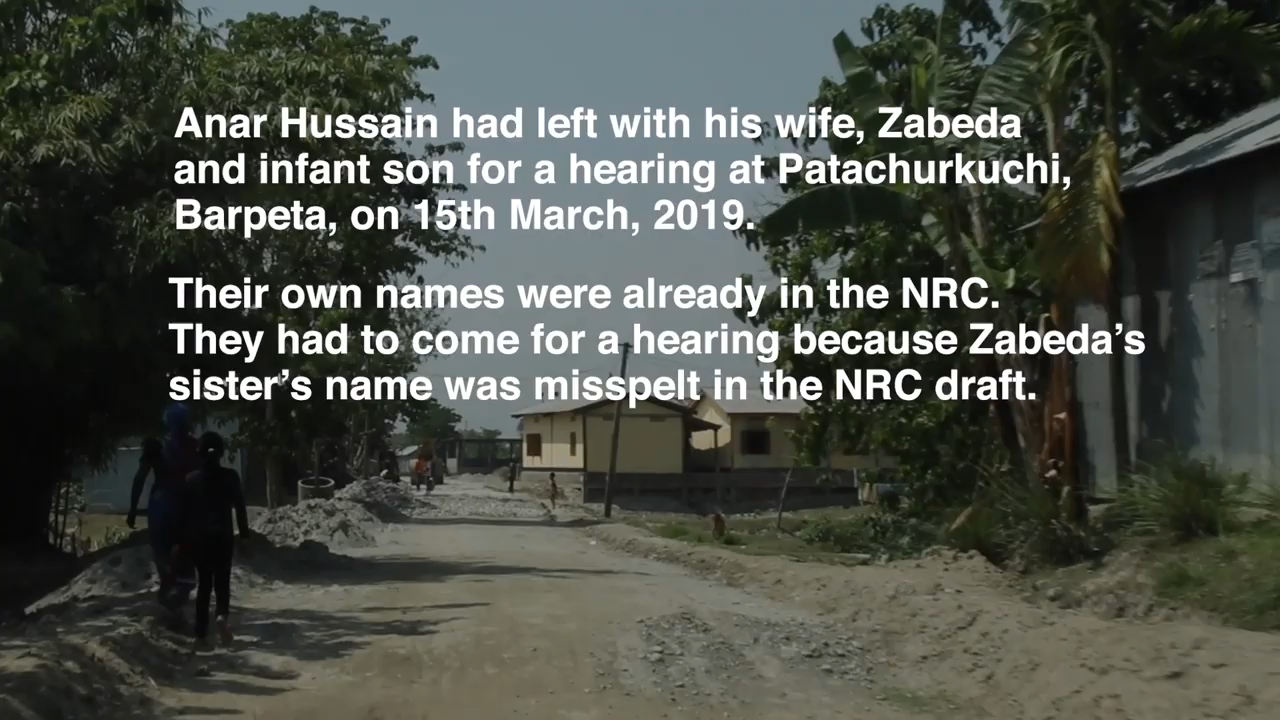 Anar Hussain had left with his wife, Zabeda
and infant son for a hearing at Patachurkuchi,
Barpeta, on 15th March, 2019.
Their own names were already in the NRC.
They had to come for a hearing because Zabeda’s
sister’s name was misspelt in the NRC draft.